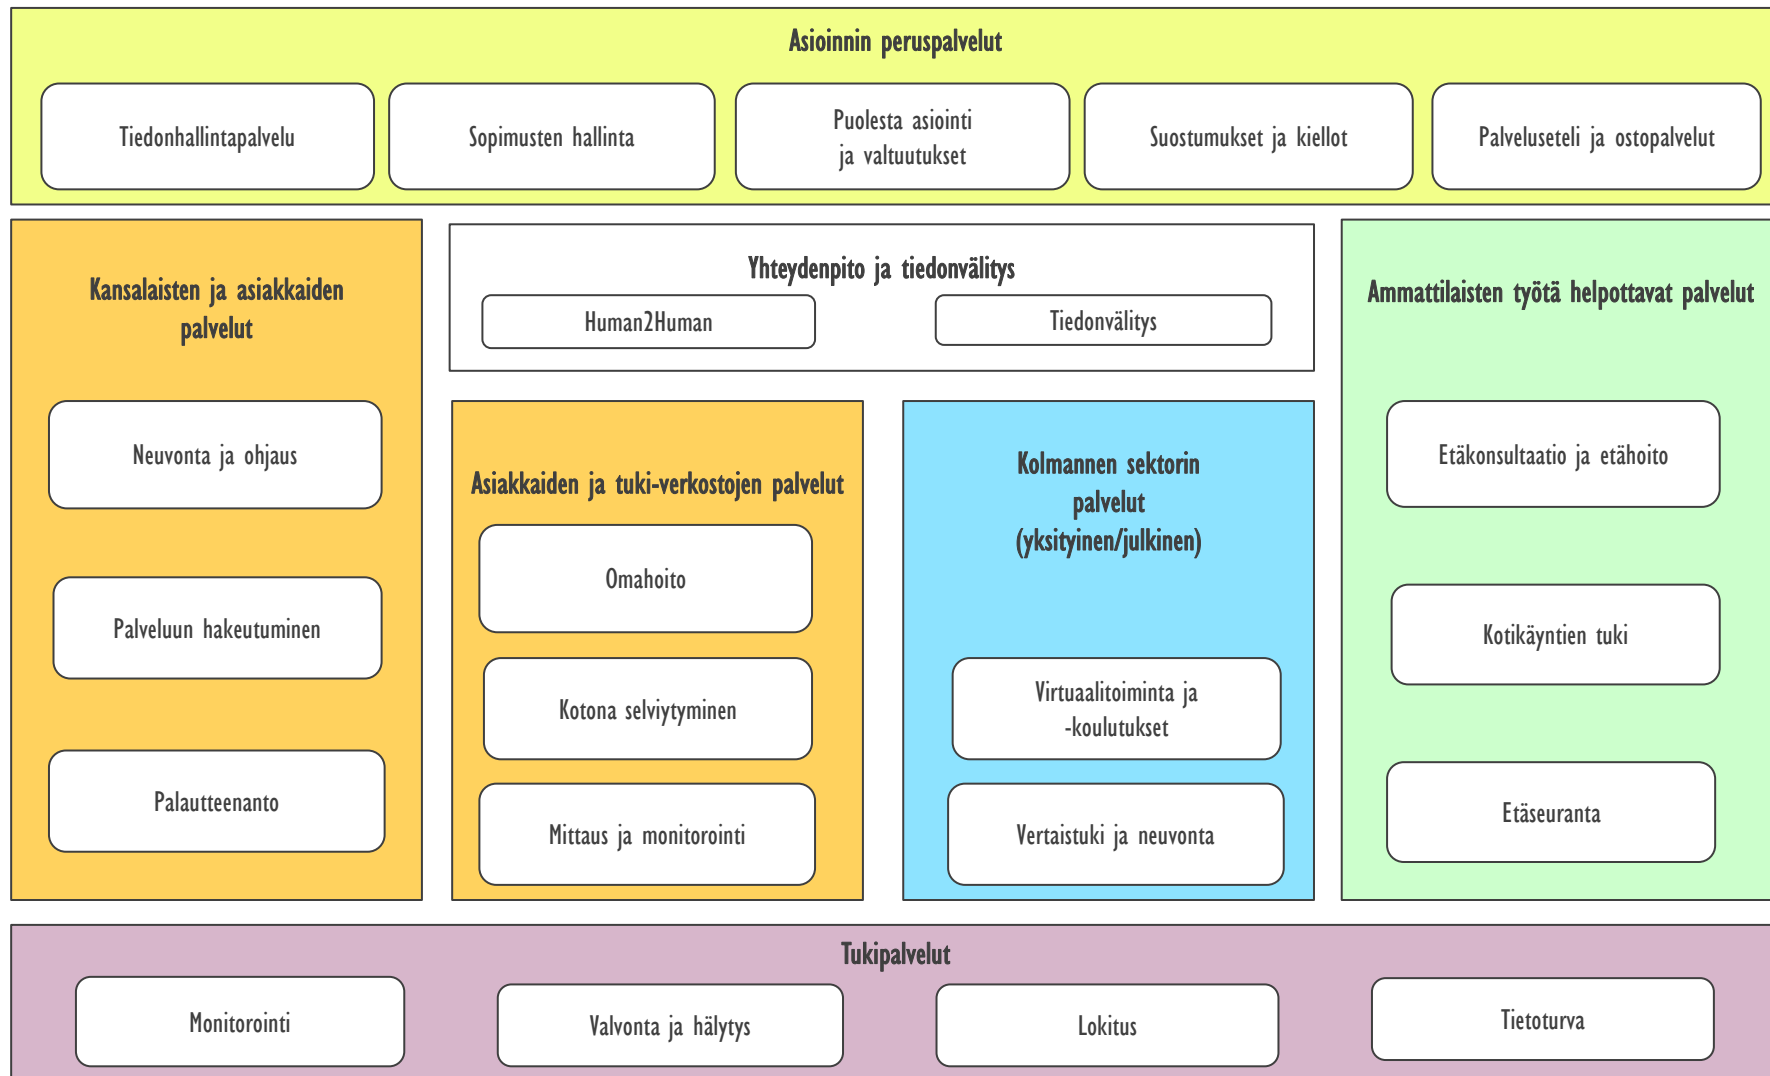 Asioinnin peruspalvelut
Tiedonhallintapalvelu
Sopimusten hallinta
Puolesta asiointi
ja valtuutukset
Suostumukset ja kiellot
Palveluseteli ja ostopalvelut
Kansalaisten ja asiakkaiden
palvelut
Neuvonta ja ohjaus
Palveluun hakeutuminen
Palautteenanto
Yhteydenpito ja tiedonvälitys
Human2Human
Tiedonvälitys
Asiakkaiden ja tuki-verkostojen palvelut
Omahoito
Kotona selviytyminen
Mittaus ja monitorointi
Kolmannen sektorin
palvelut
(yksityinen/julkinen)
Virtuaalitoiminta ja
-koulutukset
Vertaistuki ja neuvonta
Ammattilaisten työtä helpottavat palvelut
Etäkonsultaatio ja etähoito
Kotikäyntien tuki
Etäseuranta
Tukipalvelut
Monitorointi
Valvonta ja hälytys
Lokitus
Tietoturva